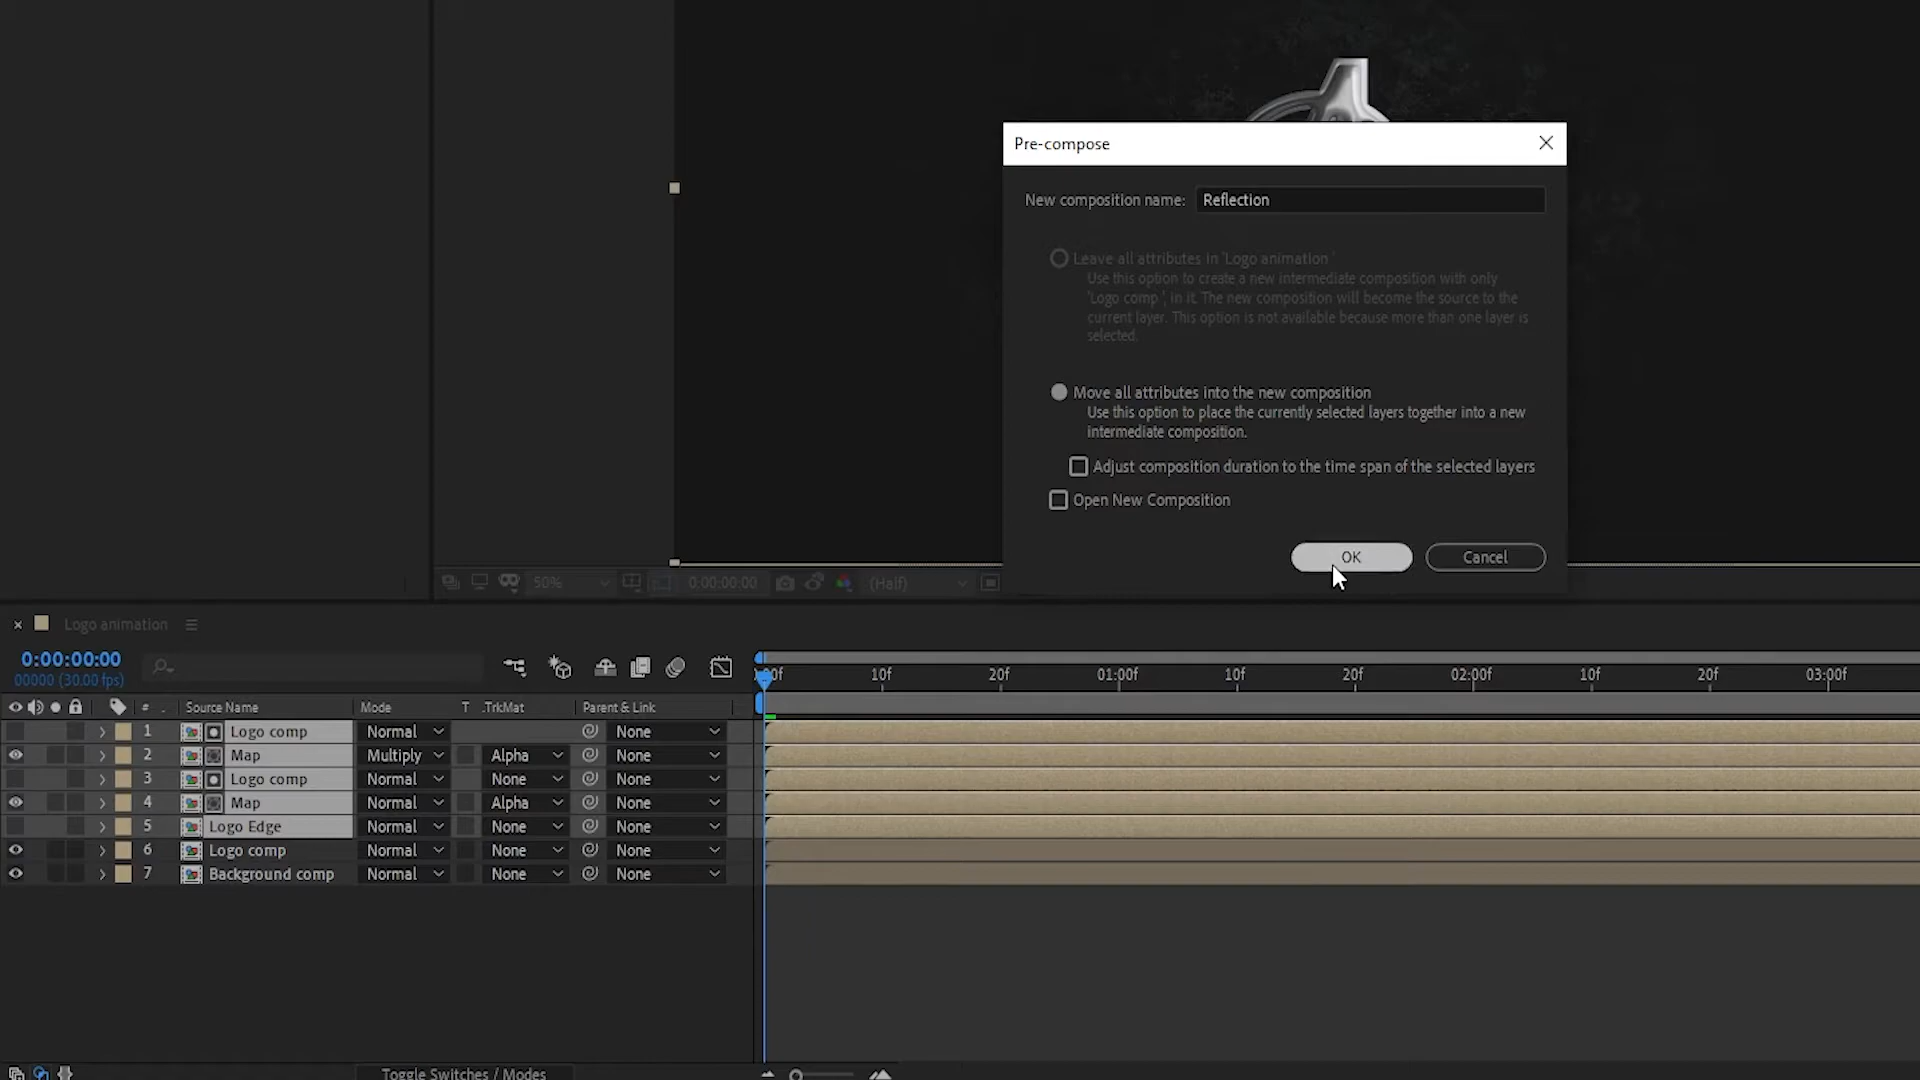 Pre-compose
New composition name: Reflection
Leave all attributes in 'Logo animation '
Use this option to create a new intermediate composition with only
'Logo comp ', in it. The new composition will become the source to the
current layer. This option is not available because more than one layer is
selected.
Move all attributes into the new composition
Use this option to place the currently selected layers together into a new
intermediate composition.
Adjust composition duration to the time span of the selected layers
Open New Composition
OK Cancel
50% 0:00:00:00 (Half)
Logo animation
0:00:00:00
00000 (30.00 fps)
:00f 10f 20f 01:00f 10f 20f 02:00f 10f 20f 03:00f
# . Source Name Mode T .TrkMat Parent & Link
1 Logo comp Normal None
2 Map Multiply Alpha None
3 Logo comp Normal None None
4 Map Normal Alpha None
5 Logo Edge Normal None None
6 Logo comp Normal None None
7 Background comp Normal None None
Toggle Switches / Modes